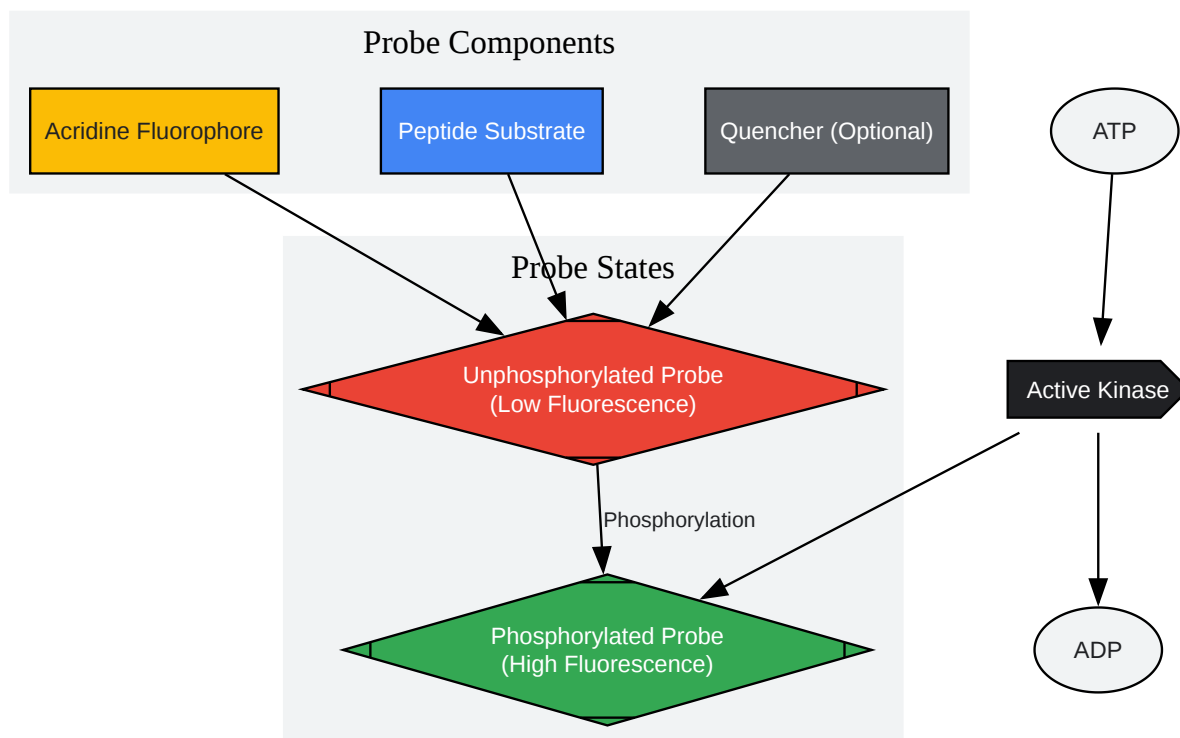 Probe Components
Acridine Fluorophore
Peptide Substrate
Quencher (Optional)
ATP
Probe States
Unphosphorylated Probe
(Low Fluorescence)
Active Kinase
Phosphorylation
Phosphorylated Probe
(High Fluorescence)
ADP